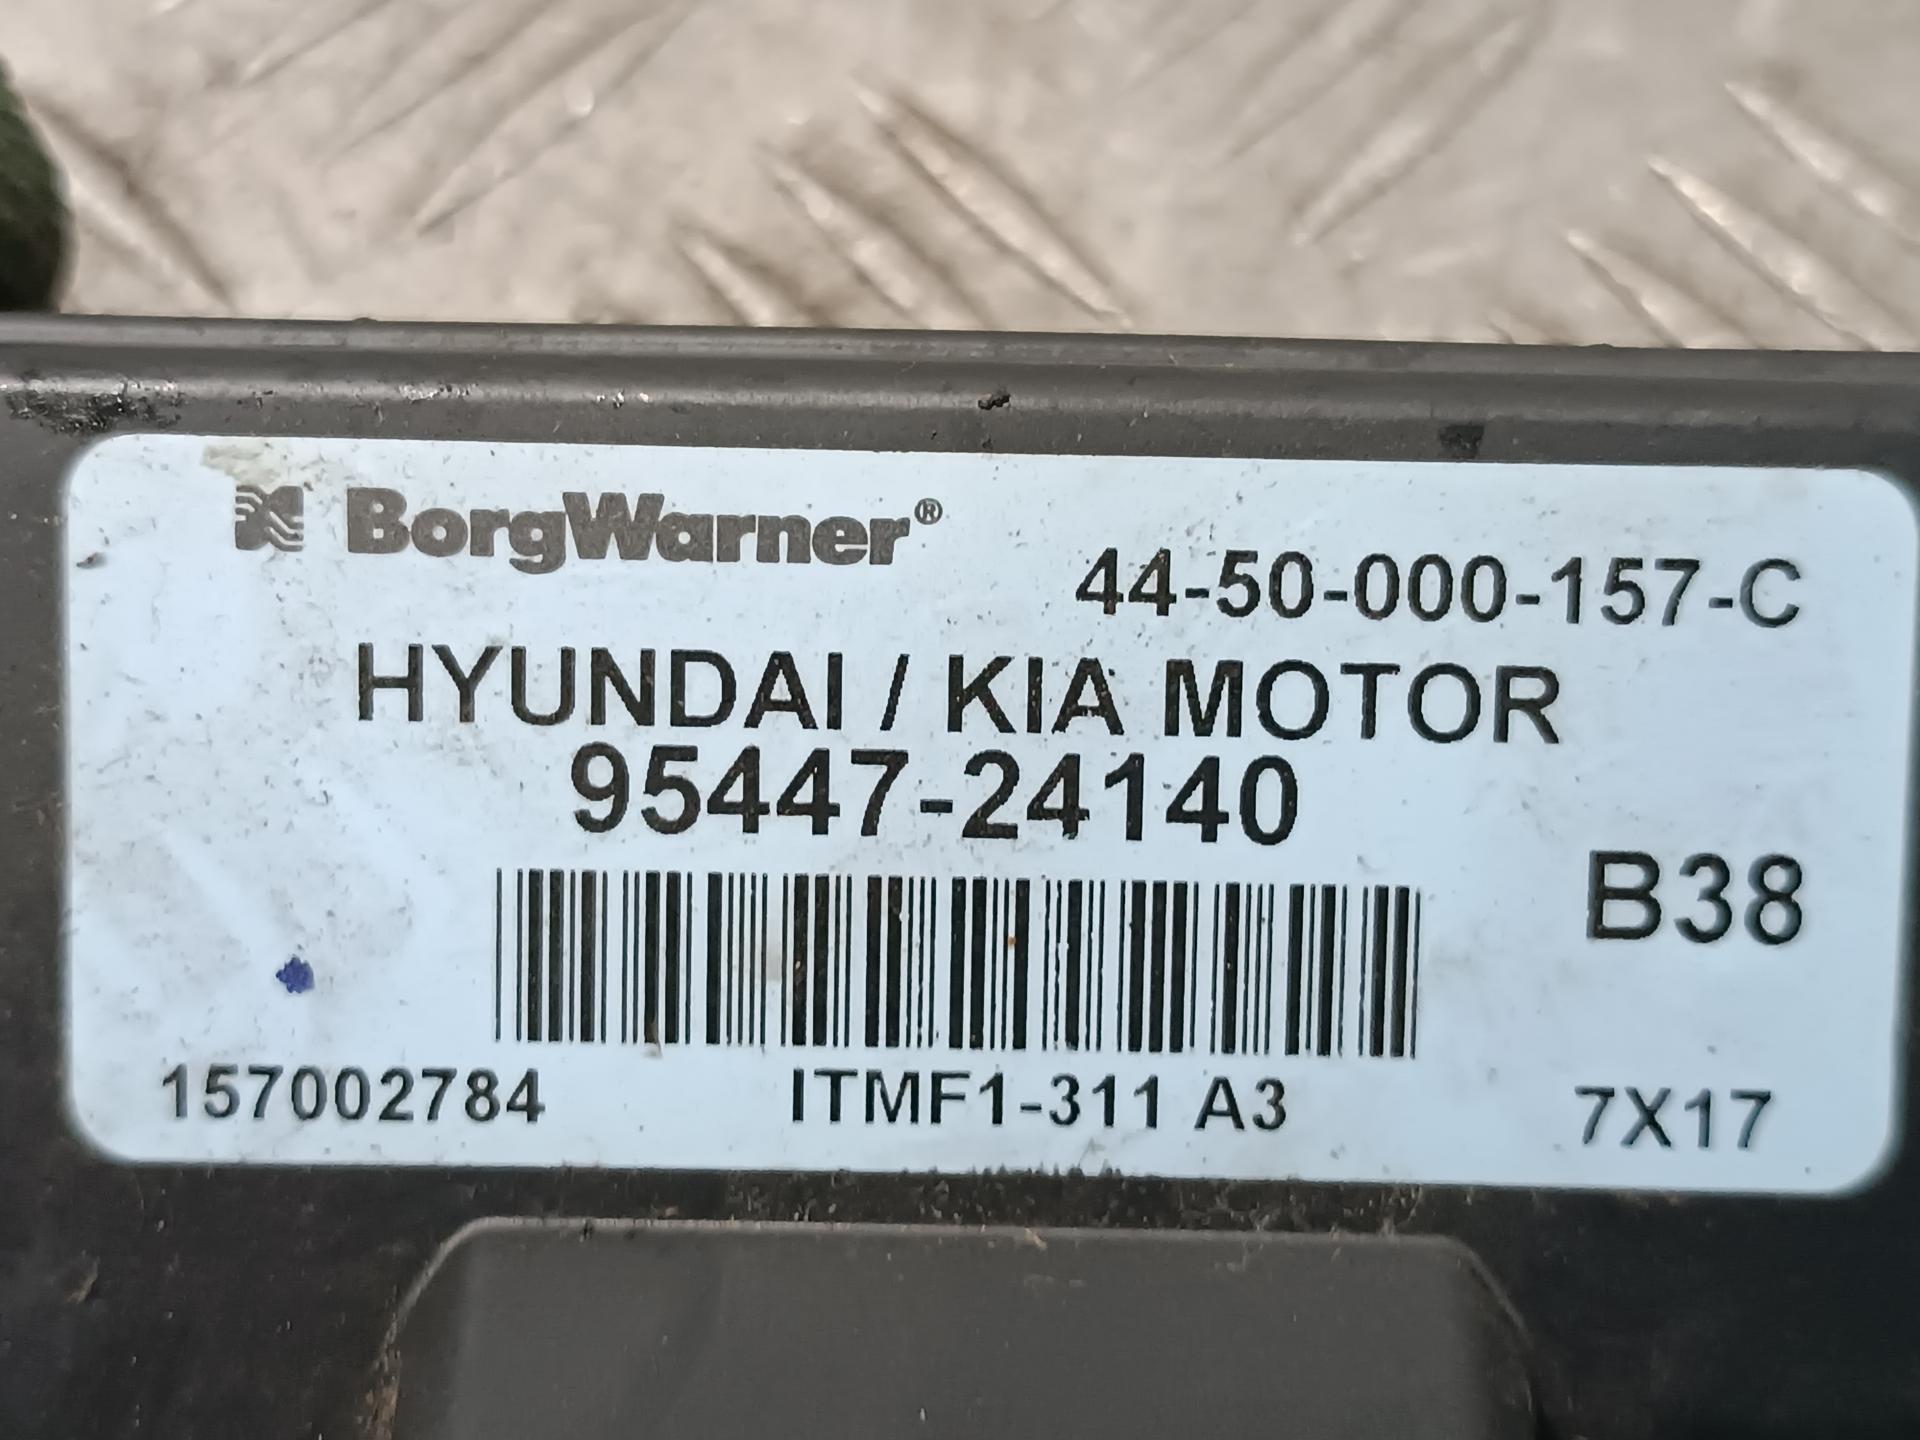 BorgWarner®
44-50-000-157-C
HYUNDAI / KIA MOTOR
95447-24140
B38
157002784 ITMF1-311 A3 7X17